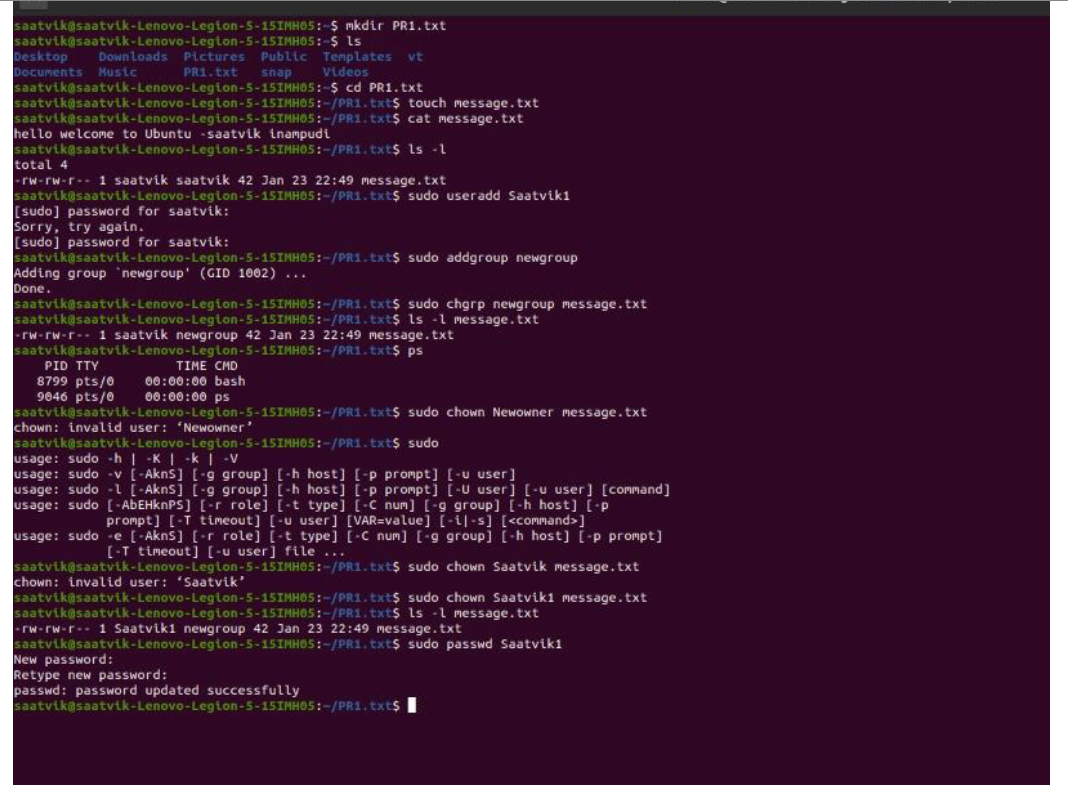 saatvik@saatvik-Lenovo-Legion-5-15IMH05:~$ mkdir PR1.txt
saatvik@saatvik-Lenovo-Legion-5-15IMH05:~$ ls
Desktop    Downloads  Pictures  Public  Templates  vt
Documents  Music      PR1.txt   snap    Videos
saatvik@saatvik-Lenovo-Legion-5-15IMH05:~$ cd PR1.txt
saatvik@saatvik-Lenovo-Legion-5-15IMH05:~/PR1.txt$ touch message.txt
saatvik@saatvik-Lenovo-Legion-5-15IMH05:~/PR1.txt$ cat message.txt
hello welcome to Ubuntu -saatvik inampudi
saatvik@saatvik-Lenovo-Legion-5-15IMH05:~/PR1.txt$ ls -l
total 4
-rw-rw-r-- 1 saatvik saatvik 42 Jan 23 22:49 message.txt
saatvik@saatvik-Lenovo-Legion-5-15IMH05:~/PR1.txt$ sudo useradd Saatvik1
[sudo] password for saatvik:
Sorry, try again.
[sudo] password for saatvik:
saatvik@saatvik-Lenovo-Legion-5-15IMH05:~/PR1.txt$ sudo addgroup newgroup
Adding group `newgroup' (GID 1002) ...
Done.
saatvik@saatvik-Lenovo-Legion-5-15IMH05:~/PR1.txt$ sudo chgrp newgroup message.txt
saatvik@saatvik-Lenovo-Legion-5-15IMH05:~/PR1.txt$ ls -l message.txt
-rw-rw-r-- 1 saatvik newgroup 42 Jan 23 22:49 message.txt
saatvik@saatvik-Lenovo-Legion-5-15IMH05:~/PR1.txt$ ps
    PID TTY          TIME CMD
   8799 pts/0    00:00:00 bash
   9046 pts/0    00:00:00 ps
saatvik@saatvik-Lenovo-Legion-5-15IMH05:~/PR1.txt$ sudo chown Newowner message.txt
chown: invalid user: ‘Newowner’
saatvik@saatvik-Lenovo-Legion-5-15IMH05:~/PR1.txt$ sudo
usage: sudo -h | -K | -k | -V
usage: sudo -v [-AknS] [-g group] [-h host] [-p prompt] [-u user]
usage: sudo -l [-AknS] [-g group] [-h host] [-p prompt] [-U user] [-u user] [command]
usage: sudo [-AbEHknPS] [-r role] [-t type] [-C num] [-g group] [-h host] [-p
            prompt] [-T timeout] [-u user] [VAR=value] [-i|-s] [<command>]
usage: sudo -e [-AknS] [-r role] [-t type] [-C num] [-g group] [-h host] [-p prompt]
            [-T timeout] [-u user] file ...
saatvik@saatvik-Lenovo-Legion-5-15IMH05:~/PR1.txt$ sudo chown Saatvik message.txt
chown: invalid user: ‘Saatvik’
saatvik@saatvik-Lenovo-Legion-5-15IMH05:~/PR1.txt$ sudo chown Saatvik1 message.txt
saatvik@saatvik-Lenovo-Legion-5-15IMH05:~/PR1.txt$ ls -l message.txt
-rw-rw-r-- 1 Saatvik1 newgroup 42 Jan 23 22:49 message.txt
saatvik@saatvik-Lenovo-Legion-5-15IMH05:~/PR1.txt$ sudo passwd Saatvik1
New password:
Retype new password:
passwd: password updated successfully
saatvik@saatvik-Lenovo-Legion-5-15IMH05:~/PR1.txt$